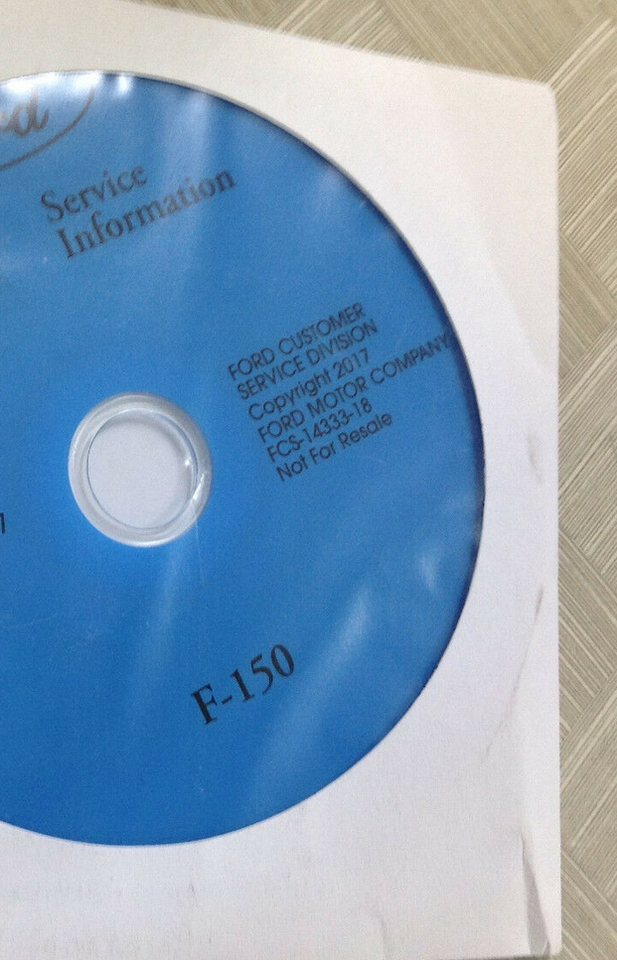 Service
Information
FORD CUSTOMER
SERVICE DIVISION
Copyright 2017
FORD MOTOR COMPANY
FCS-14333-18
Not For Resale
F-150